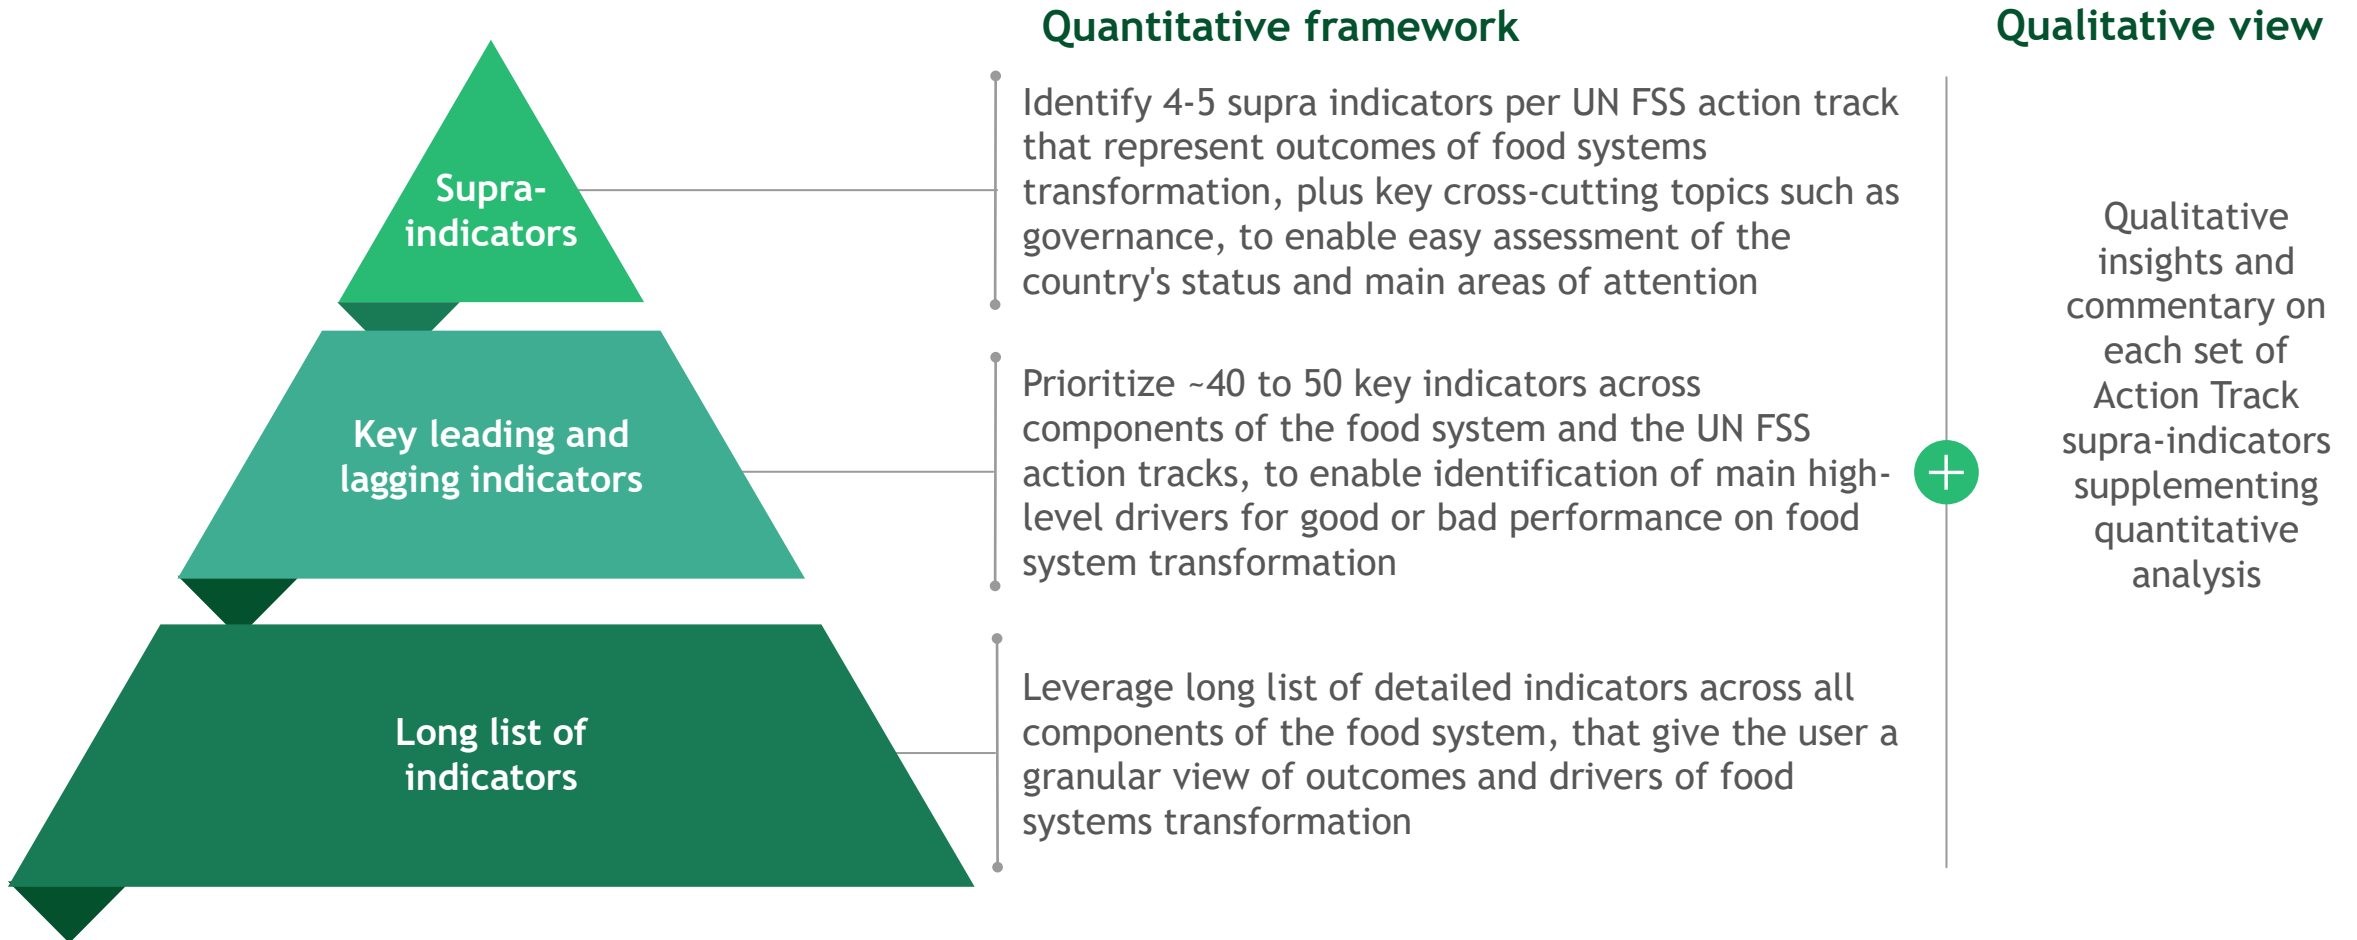 Quantitative framework
Qualitative view
Supra-
indicators
Identify 4-5 supra indicators per UN FSS action track
that represent outcomes of food systems
transformation, plus key cross-cutting topics such as
governance, to enable easy assessment of the
country's status and main areas of attention
Key leading and
lagging indicators
Prioritize ~40 to 50 key indicators across
components of the food system and the UN FSS
action tracks, to enable identification of main high-
level drivers for good or bad performance on food
system transformation
Long list of
indicators
Leverage long list of detailed indicators across all
components of the food system, that give the user a
granular view of outcomes and drivers of food
systems transformation
Qualitative
insights and
commentary on
each set of
Action Track
supra-indicators
supplementing
quantitative
analysis